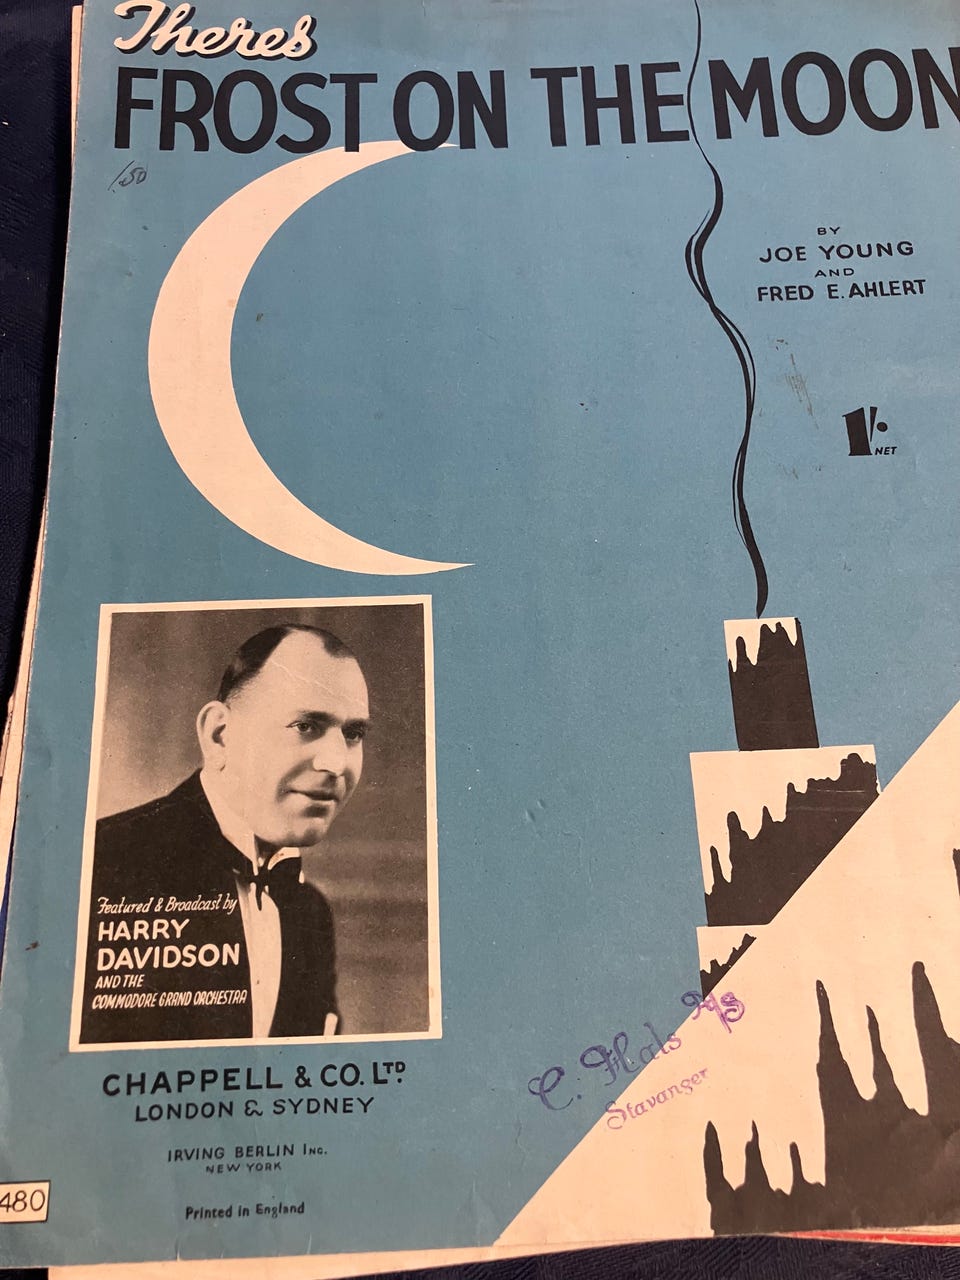 Theres
FROST ON THE MOON
1.50
BY
JOE YOUNG
AND
FRED E. AHLERT
1/.
NET
Featured & Broadcast by
HARRY
DAVIDSON
AND THE
COMMODORE GRAND ORCHESTRA
CHAPPELL & CO. LTD.
LONDON & SYDNEY
IRVING BERLIN INC.
NEW YORK
Printed in England
480
C. Hals A/S
Stavanger